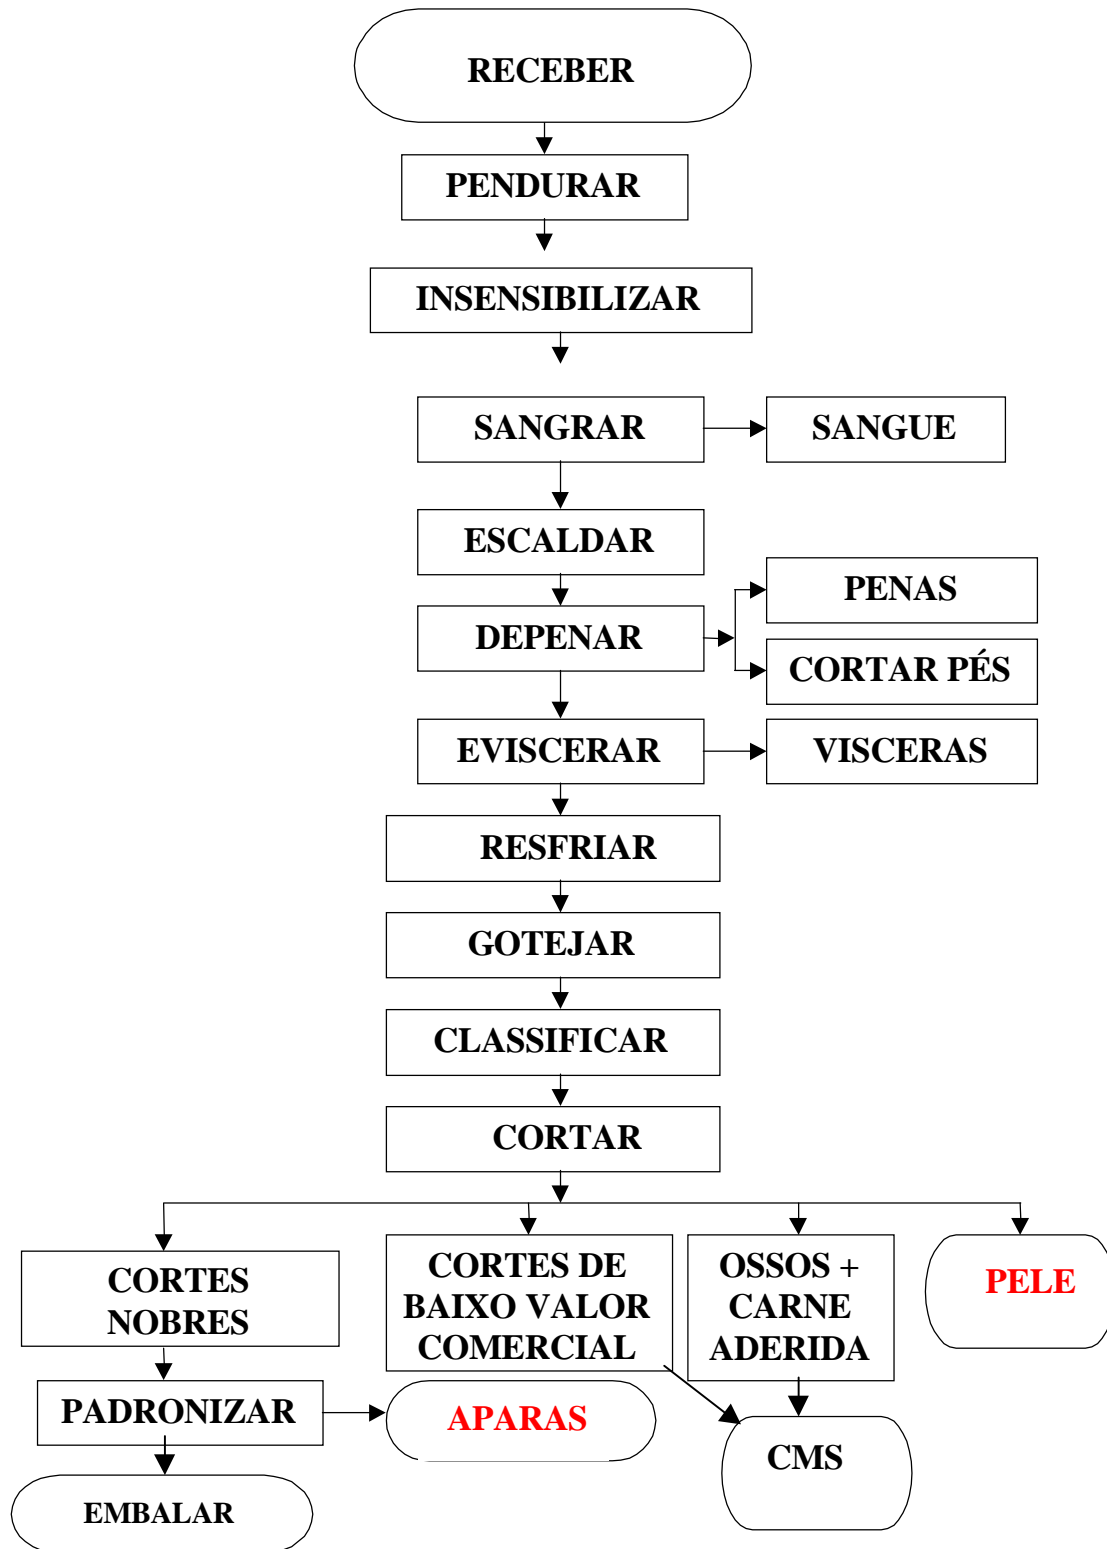 RECEBER
PENDURAR
INSENSIBILIZAR
SANGRAR
SANGUE
ESCALDAR
PENAS
DEPENAR
CORTAR PÉS
EVISCERAR
VISCERAS
RESFRIAR
GOTEJAR
CLASSIFICAR
CORTAR
CORTES
NOBRES
CORTES DE
BAIXO VALOR
COMERCIAL
OSSOS +
CARNE
ADERIDA
PELE
PADRONIZAR
APARAS
CMS
EMBALAR